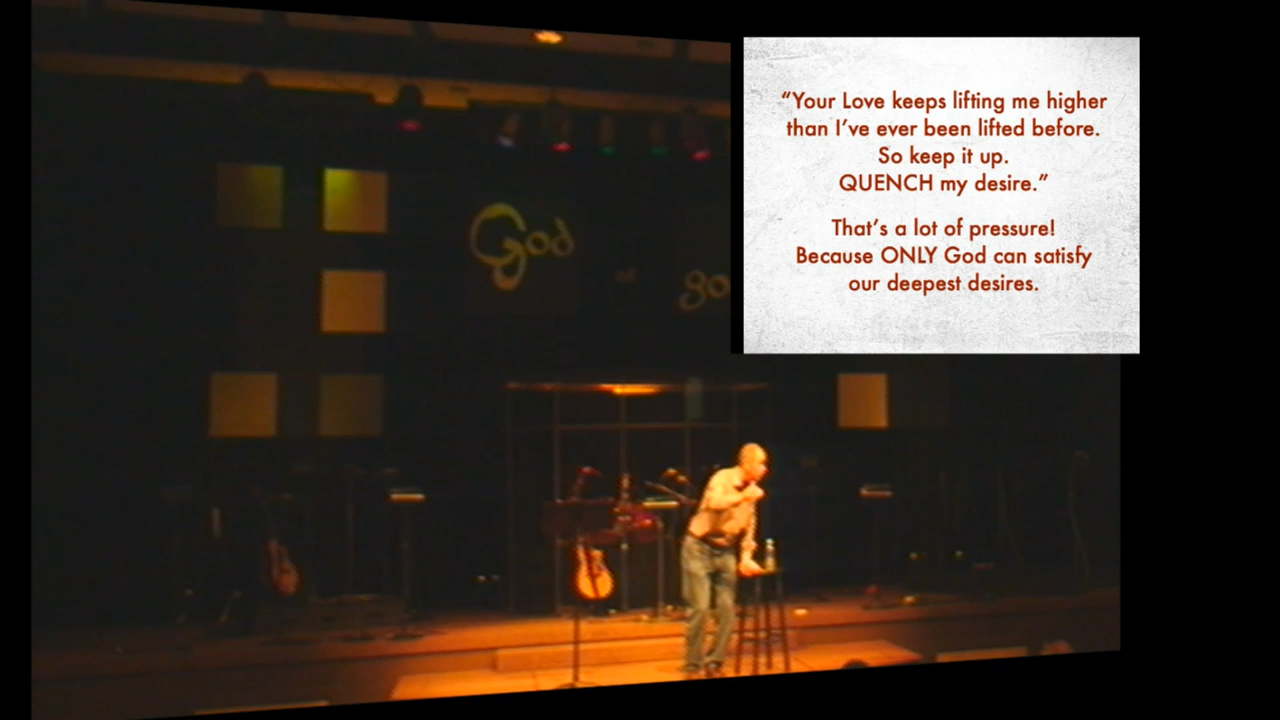 God
“Your Love keeps lifting me higher
than I’ve ever been lifted before.
So keep it up.
QUENCH my desire.”
That’s a lot of pressure!
Because ONLY God can satisfy
our deepest desires.